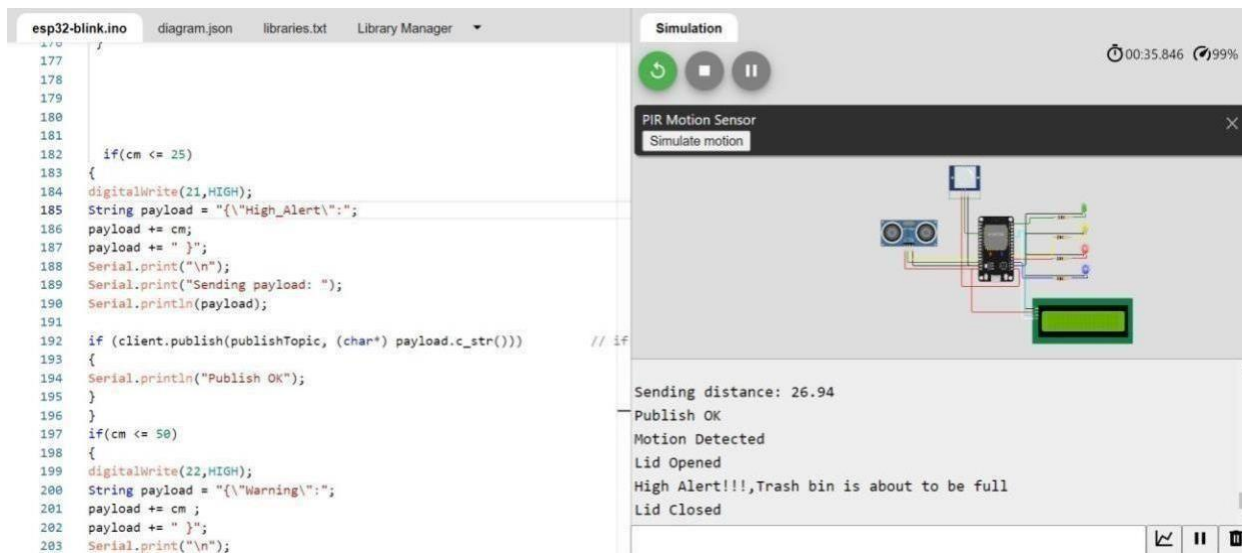 esp32-blink.ino diagram.json libraries.txt Library Manager
176 }
177
178
179
180
181
182 if(cm <= 25)
183 {
184 digitalWrite(21,HIGH);
185 String payload = "{\"High_Alert\":";
186 payload += cm;
187 payload += " }";
188 Serial.print("\n");
189 Serial.print("Sending payload: ");
190 Serial.println(payload);
191
192 if (client.publish(publishTopic, (char*) payload.c_str())) // if
193 {
194 Serial.println("Publish OK");
195 }
196 }
197 if(cm <= 50)
198 {
199 digitalWrite(22,HIGH);
200 String payload = "{\"Warning\":";
201 payload += cm ;
202 payload += " }";
203 Serial.print("\n");
Simulation
00:35.846 99%
PIR Motion Sensor
Simulate motion
Sending distance: 26.94
Publish OK
Motion Detected
Lid Opened
High Alert!!!,Trash bin is about to be full
Lid Closed